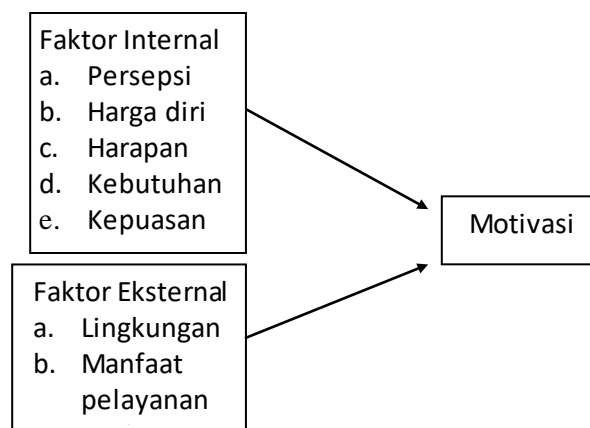 Faktor Internal
a. Persepsi
b. Harga diri
c. Harapan
d. Kebutuhan
e. Kepuasan
Motivasi
Faktor Eksternal
a. Lingkungan
b. Manfaat
pelayanan